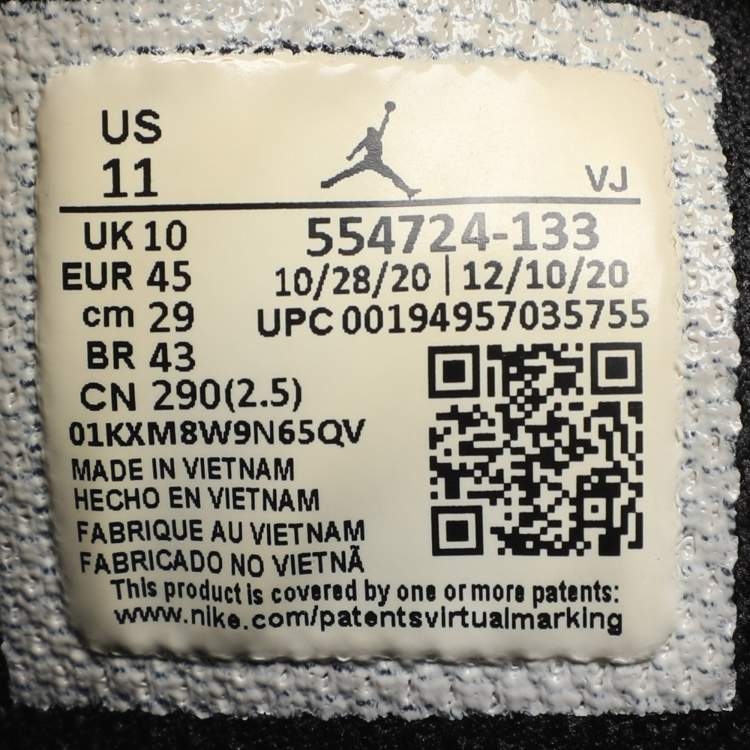 US
11
VJ
UK 10
554724-133
EUR 45
10/28/20 | 12/10/20
cm 29
UPC 00194957035755
BR 43
CN 290(2.5)
01KXM8W9N65QV
MADE IN VIETNAM
HECHO EN VIETNAM
FABRIQUE AU VIETNAM
FABRICADO NO VIETNÃ
This product is covered by one or more patents:
www.nike.com/patentsvirtualmarking